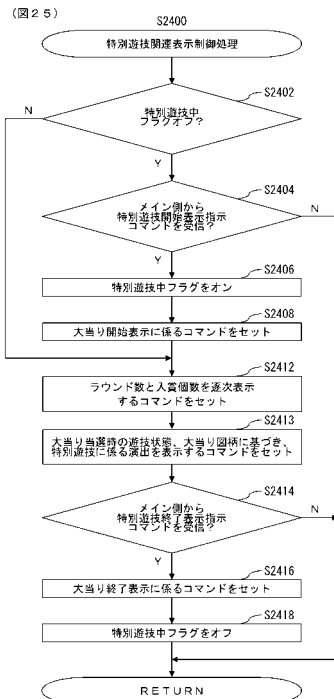 （図２５）
S2400
特別遊技関連表示制御処理
S2402
特別遊技中
フラグオフ？
N
Y
S2404
メイン側から
特別遊技開始表示指示
コマンドを受信？
N
Y
S2406
特別遊技中フラグをオン
S2408
大当り開始表示に係るコマンドをセット
S2412
ラウンド数と入賞個数を逐次表示
するコマンドをセット
S2413
大当り当選時の遊技状態、大当り図柄に基づき、
特別遊技に係る演出を表示するコマンドをセット
S2414
メイン側から
特別遊技終了表示指示
コマンドを受信？
N
Y
S2416
大当り終了表示に係るコマンドをセット
S2418
特別遊技中フラグをオフ
ＲＥＴＵＲＮ